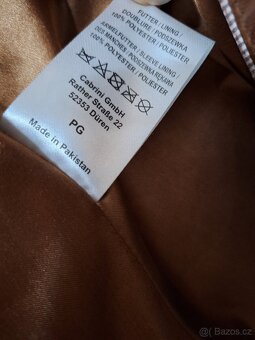 FUTTER / LINING /
DOUBLURE / PODSZEWKA
100% POLYESTER / POLIESTER
ÄRMELFUTTER / SLEEVE LINING /
100% POLYESTER / POLIESTER
Cabrini GmbH
Rather Straße 22
52353 Düren
PG
Made in Pakistan
© Bazos.cz